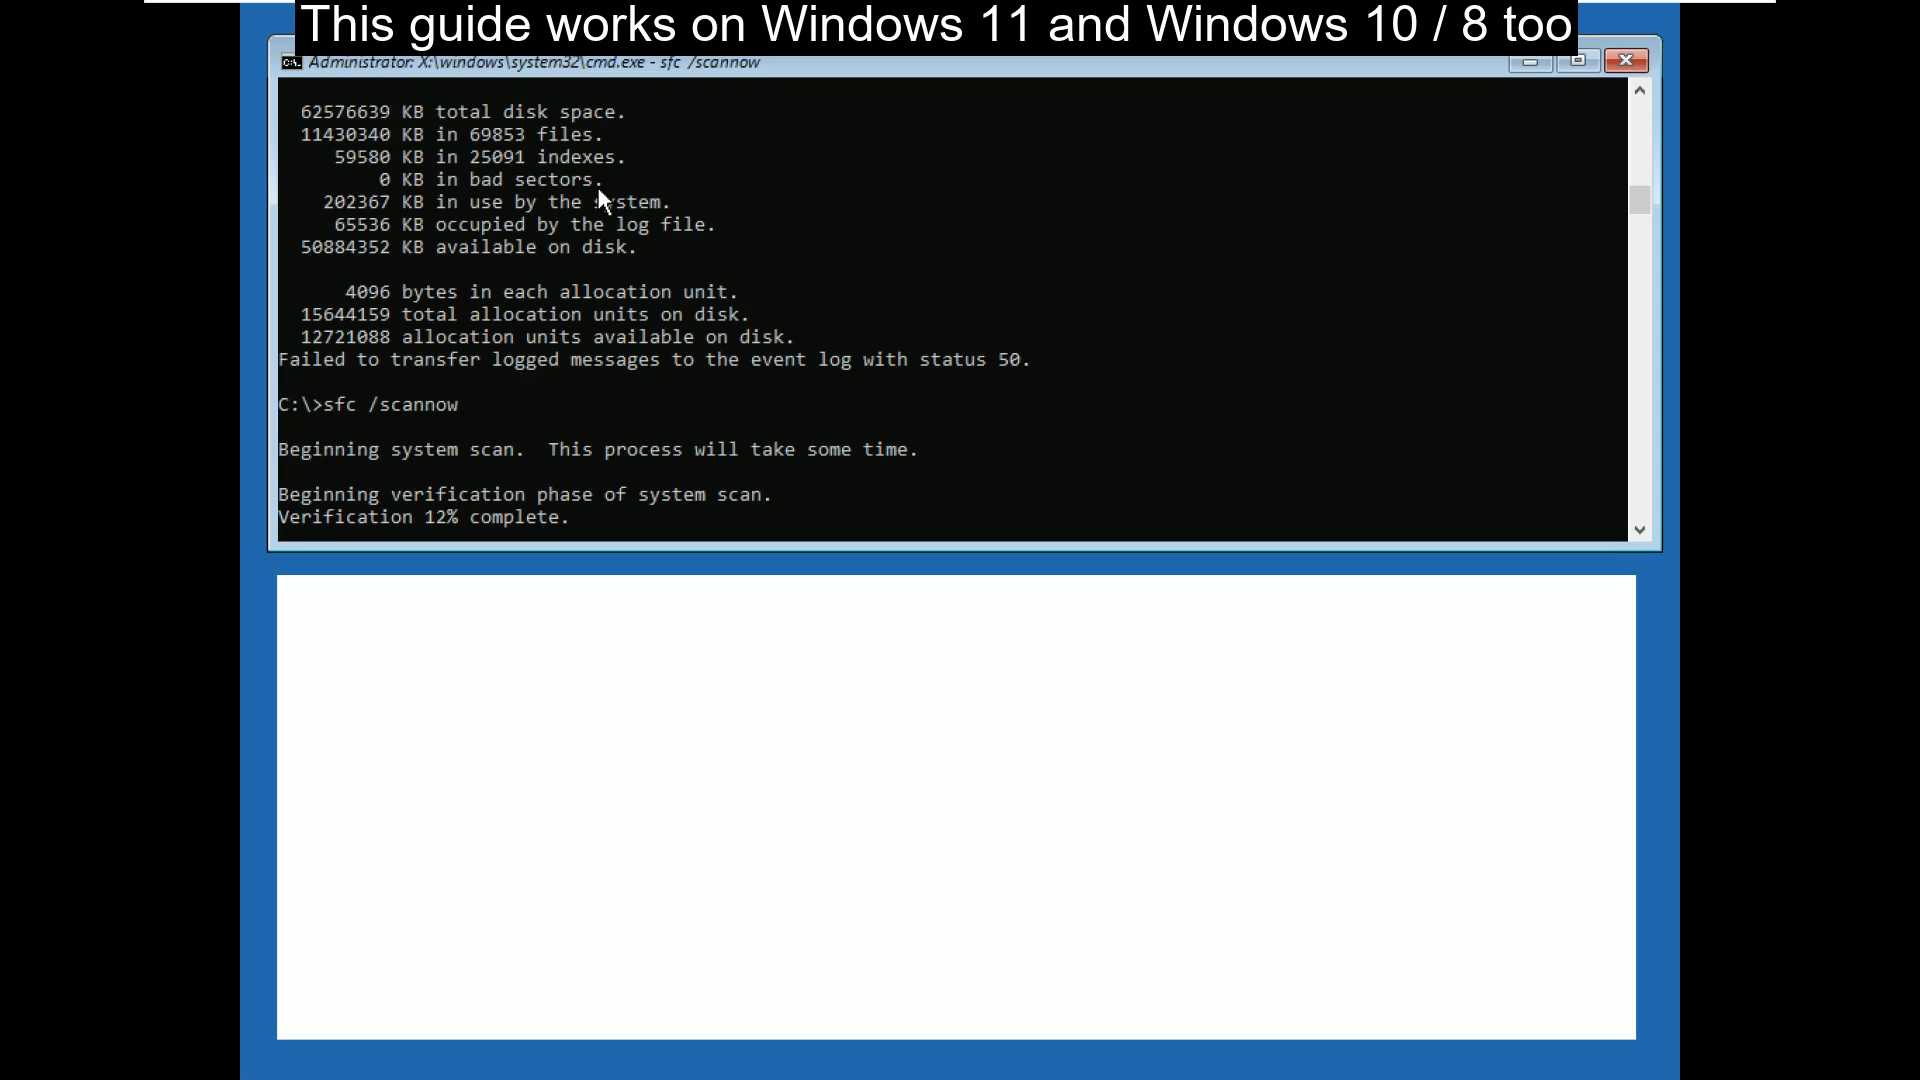 This guide works on Windows 11 and Windows 10 / 8 too
Administrator: X:\windows\system32\cmd.exe - sfc /scannow
62576639 KB total disk space.
11430340 KB in 69853 files.
59580 KB in 25091 indexes.
0 KB in bad sectors.
202367 KB in use by the system.
65536 KB occupied by the log file.
50884352 KB available on disk.
4096 bytes in each allocation unit.
15644159 total allocation units on disk.
12721088 allocation units available on disk.
Failed to transfer logged messages to the event log with status 50.
C:\>sfc /scannow
Beginning system scan.  This process will take some time.
Beginning verification phase of system scan.
Verification 12% complete.